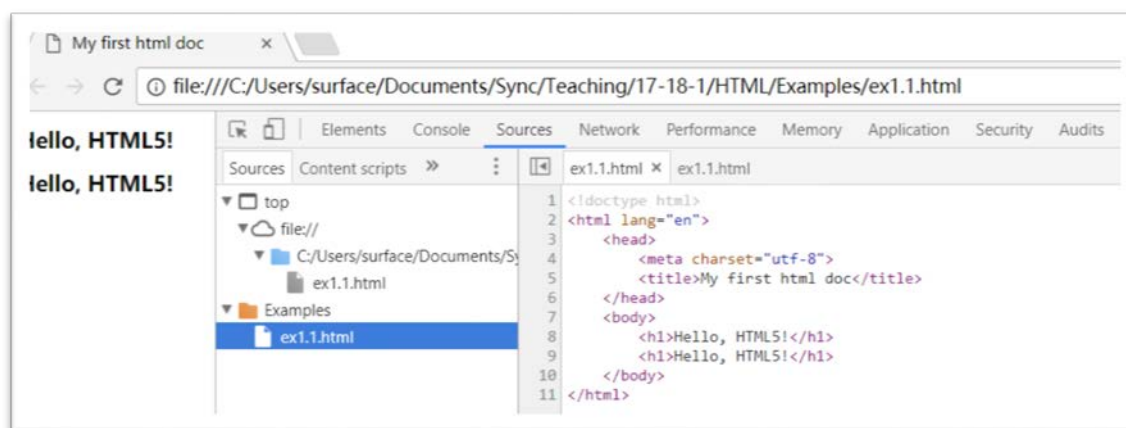 My first html doc ×
file:///C:/Users/surface/Documents/Sync/Teaching/17-18-1/HTML/Examples/ex1.1.html
Hello, HTML5!
Hello, HTML5!
Elements Console Sources Network Performance Memory Application Security Audits
Sources Content scripts »
top
file://
C:/Users/surface/Documents/Sy
ex1.1.html
Examples
ex1.1.html
ex1.1.html × ex1.1.html
1 <!doctype html>
2 <html lang="en">
3 <head>
4 <meta charset="utf-8">
5 <title>My first html doc</title>
6 </head>
7 <body>
8 <h1>Hello, HTML5!</h1>
9 <h1>Hello, HTML5!</h1>
10 </body>
11 </html>